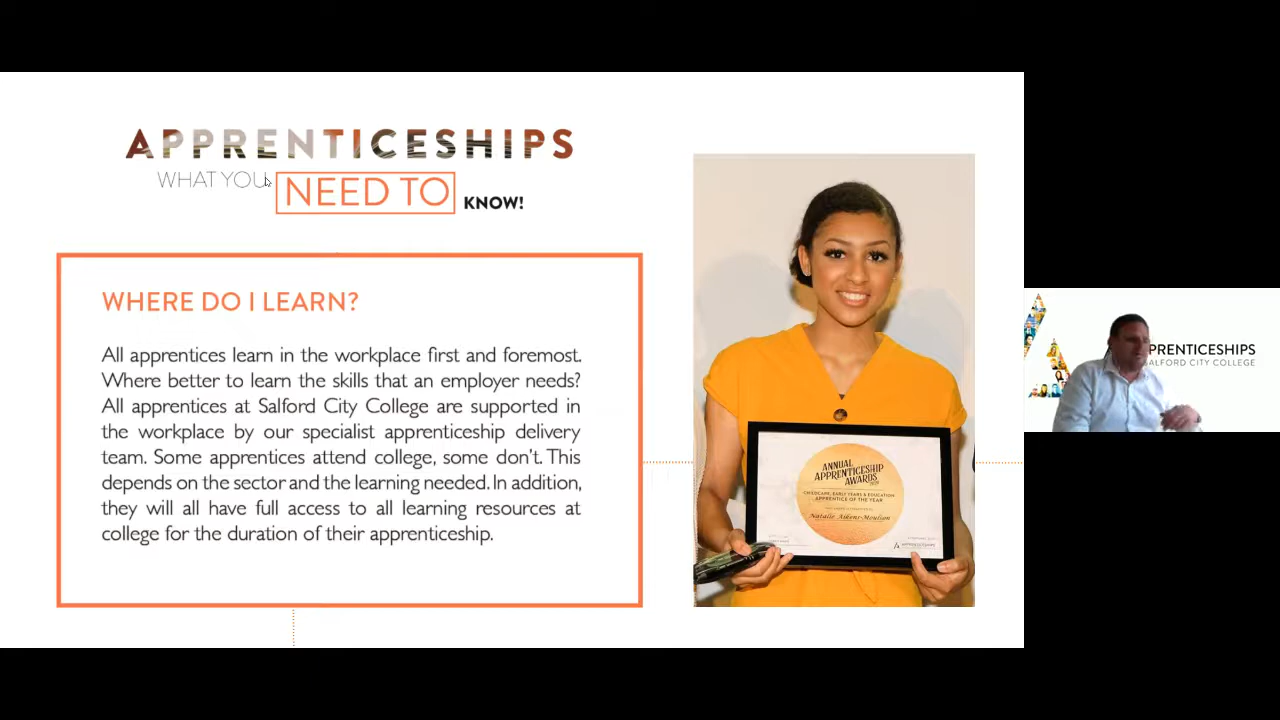 APPRENTICESHIPS
WHAT YOU NEED TO KNOW!
WHERE DO I LEARN?
All apprentices learn in the workplace first and foremost.
Where better to learn the skills that an employer needs?
All apprentices at Salford City College are supported in
the workplace by our specialist apprenticeship delivery
team. Some apprentices attend college, some don't. This
depends on the sector and the learning needed. In addition,
they will all have full access to all learning resources at
college for the duration of their apprenticeship.
ANNUAL
APPRENTICESHIP
AWARDS
CHILDCARE, EARLY YEARS & EDUCATION
APPRENTICE OF THE YEAR
Natalie Aikens-Moulson
PRENTICESHIPS
SALFORD CITY COLLEGE